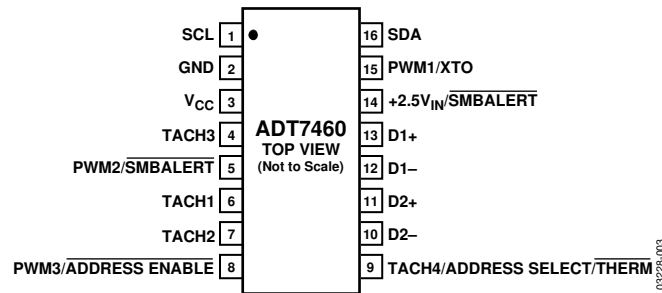 SCL 1
GND 2
VCC 3
TACH3 4
PWM2/SMBALERT 5
TACH1 6
TACH2 7
PWM3/ADDRESS ENABLE 8
ADT7460
TOP VIEW
(Not to Scale)
16 SDA
15 PWM1/XTO
14 +2.5VIN/SMBALERT
13 D1+
12 D1–
11 D2+
10 D2–
9 TACH4/ADDRESS SELECT/THERM
03228-003